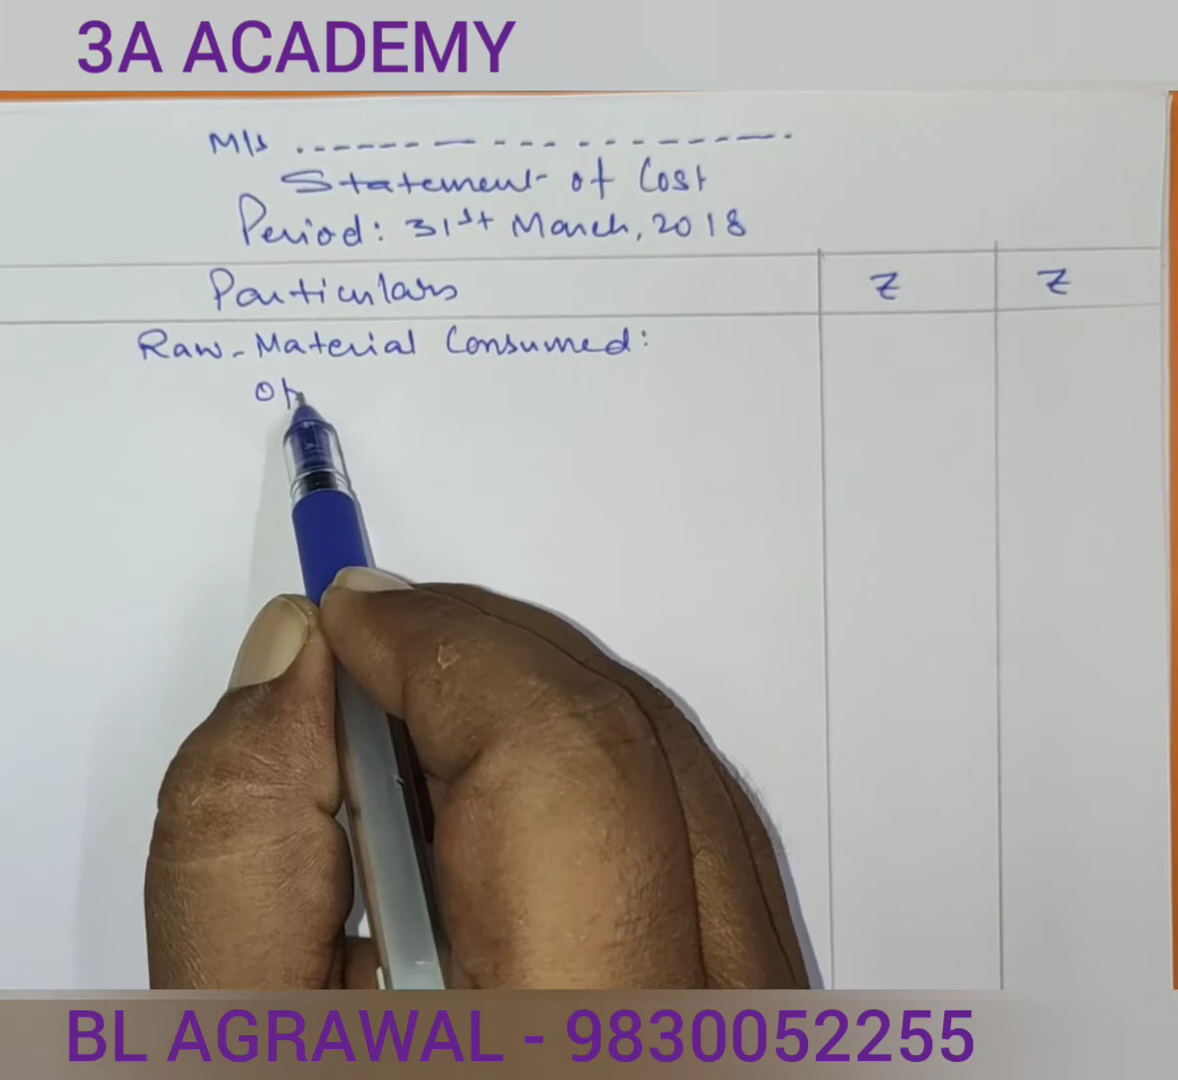 3A ACADEMY
M/s ....................
Statement of Cost
Period: 31st March, 2018
Particulars ₹ ₹
Raw-Material Consumed:
Op
BL AGRAWAL - 9830052255